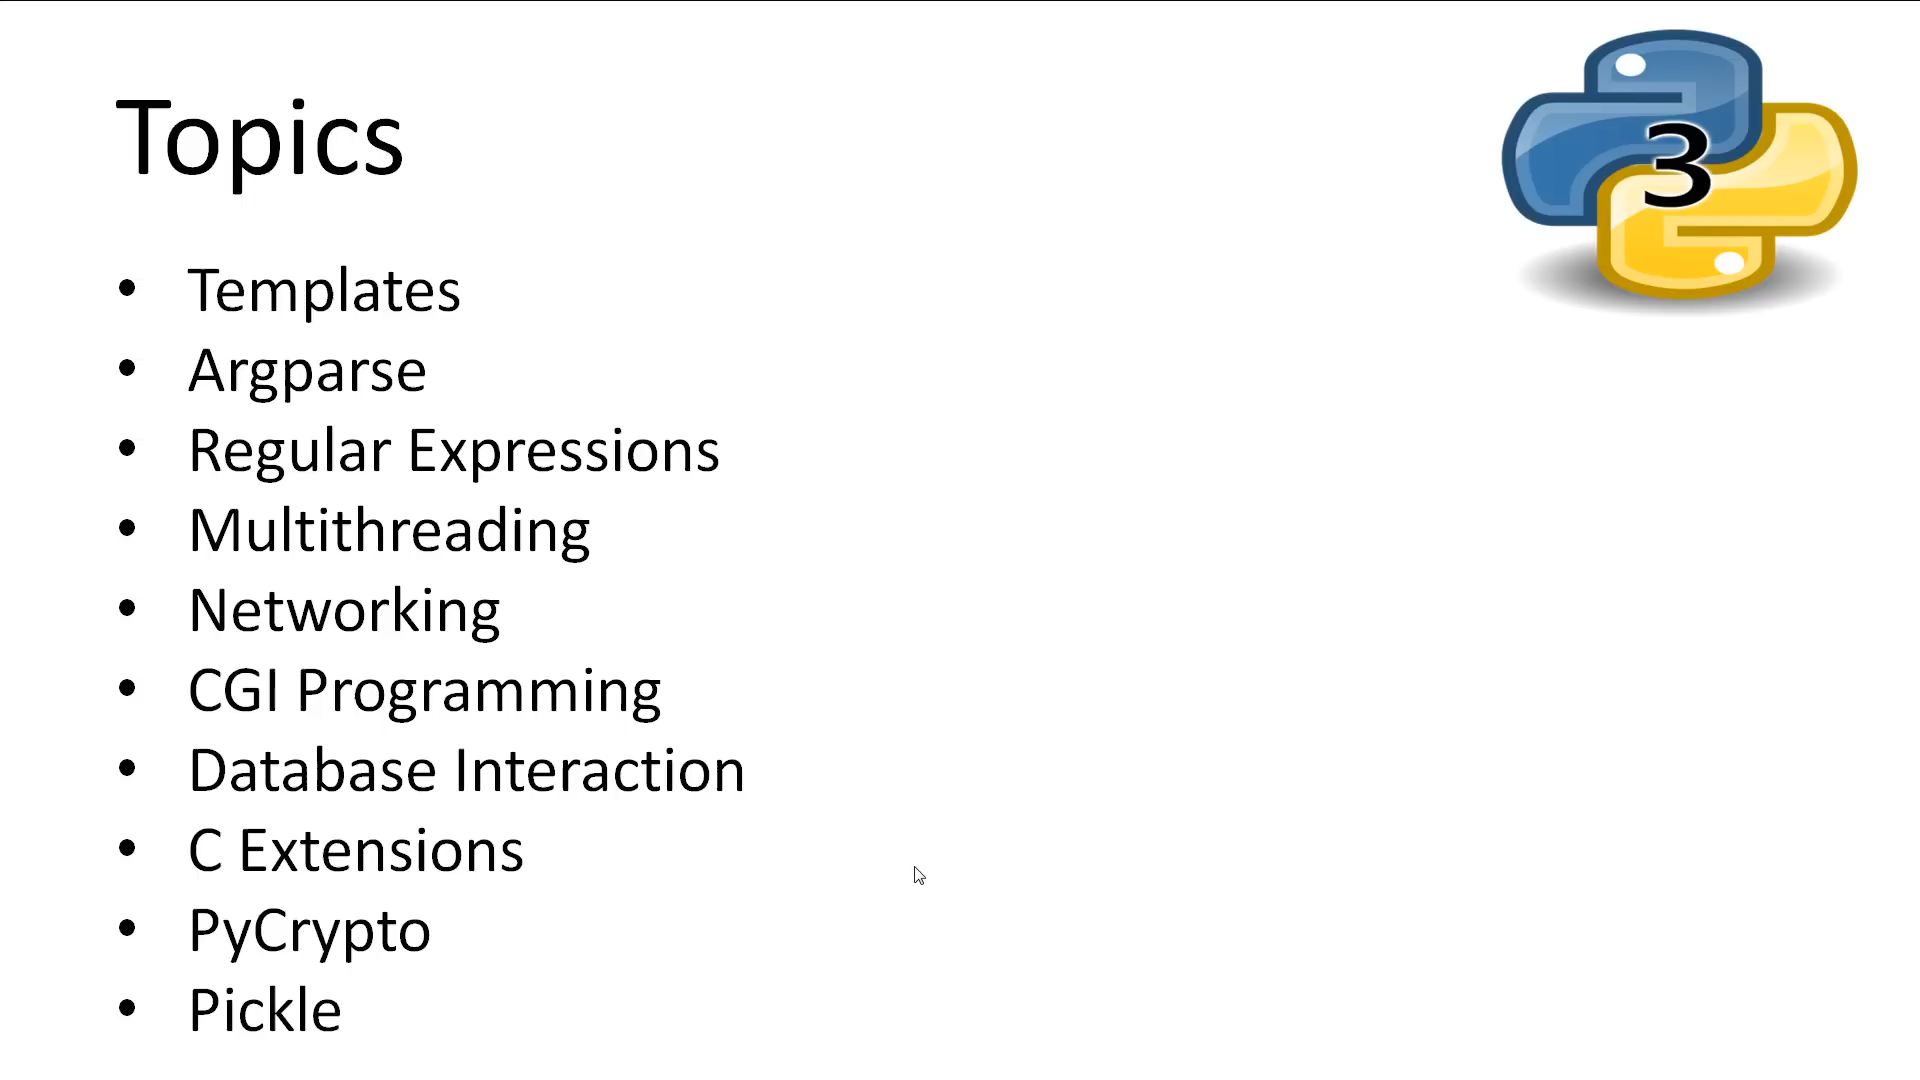 Topics
3
• Templates
• Argparse
• Regular Expressions
• Multithreading
• Networking
• CGI Programming
• Database Interaction
• C Extensions
• PyCrypto
• Pickle